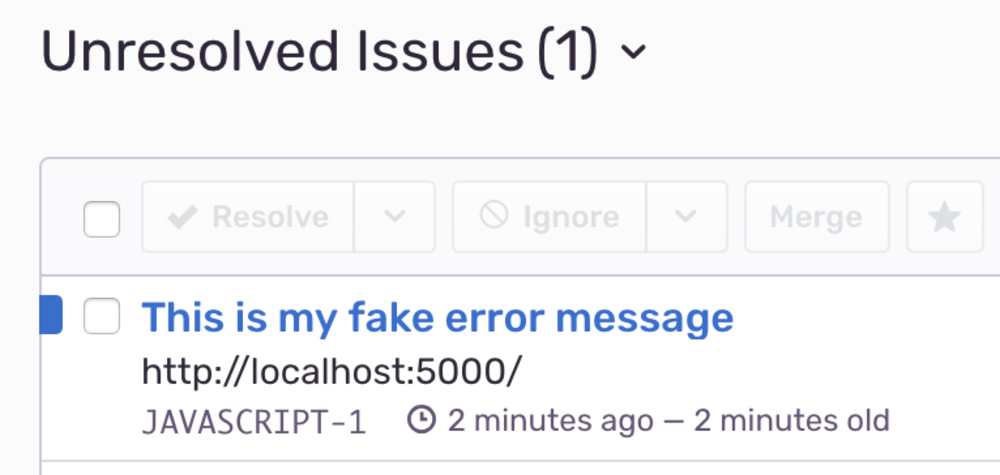 Unresolved Issues (1)
Resolve Ignore Merge
This is my fake error message
http://localhost:5000/
JAVASCRIPT-1 2 minutes ago — 2 minutes old